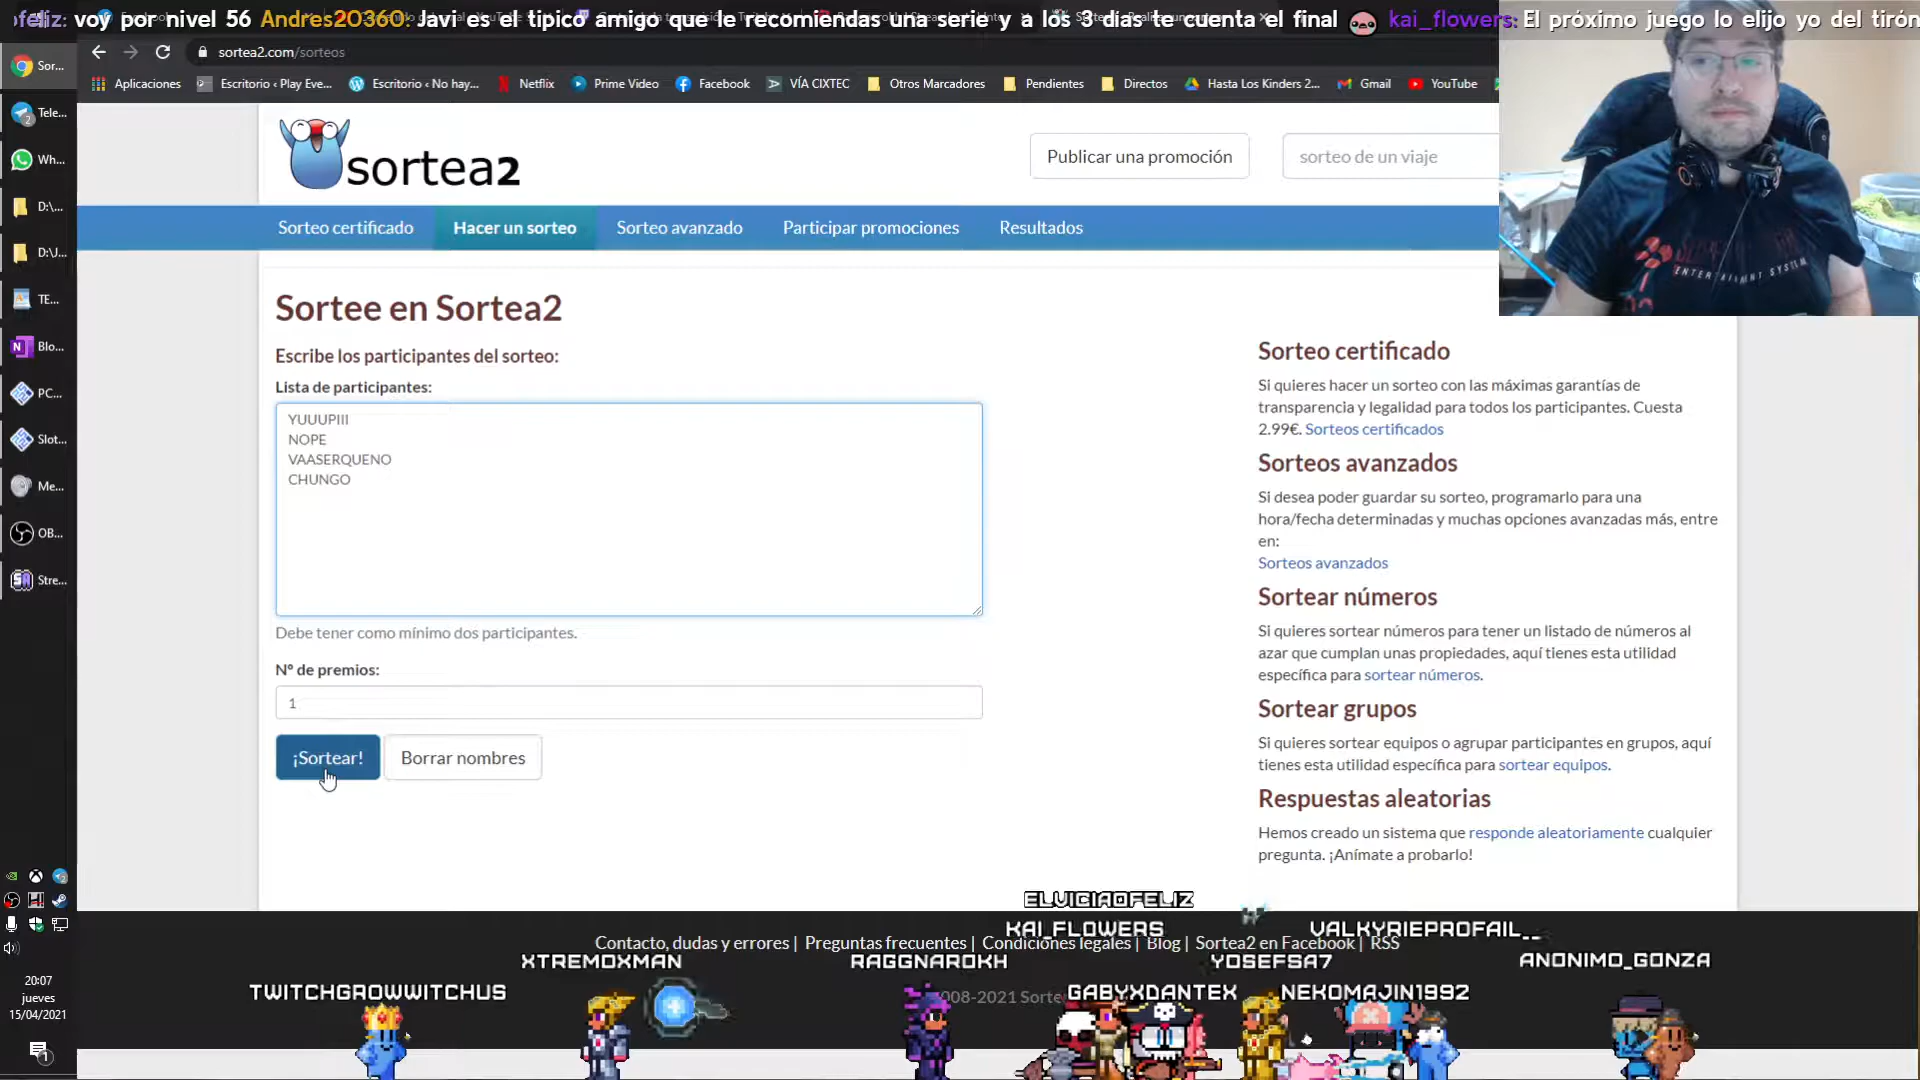 ofeliz: voy por nivel 56 Andres20360: Javi es el tipico amigo que le recomiendas una serie y a los 3 dias te cuenta el final kai_flowers: El próximo juego lo elijo yo del tirón
sortea2.com/sorteos
Aplicaciones Escritorio ‹ Play Eve... Escritorio ‹ No hay... Netflix Prime Video Facebook VÍA CIXTEC Otros Marcadores Pendientes Directos Hasta Los Kinders 2... Gmail YouTube
Sor...
Tele...
Wh...
D:\...
D:\J...
TE...
Blo...
PC...
Slot...
Me...
OB...
Stre...
20:07
jueves
15/04/2021
1
sortea2
Publicar una promoción
sorteo de un viaje
Sorteo certificado Hacer un sorteo Sorteo avanzado Participar promociones Resultados
Sortee en Sortea2
Escribe los participantes del sorteo:
Lista de participantes:
YUUUPIII
NOPE
VAASERQUENO
CHUNGO
Debe tener como mínimo dos participantes.
Nº de premios:
1
¡Sortear! Borrar nombres
Sorteo certificado
Si quieres hacer un sorteo con las máximas garantías de
transparencia y legalidad para todos los participantes. Cuesta
2.99€. Sorteos certificados
Sorteos avanzados
Si desea poder guardar su sorteo, programarlo para una
hora/fecha determinadas y muchas opciones avanzadas más, entre
en:
Sorteos avanzados
Sortear números
Si quieres sortear números para tener un listado de números al
azar que cumplan unas propiedades, aquí tienes esta utilidad
específica para sortear números.
Sortear grupos
Si quieres sortear equipos o agrupar participantes en grupos, aquí
tienes esta utilidad específica para sortear equipos.
Respuestas aleatorias
Hemos creado un sistema que responde aleatoriamente cualquier
pregunta. ¡Anímate a probarlo!
ENTERTAINMENT SYSTEM
ELVICIAOFELIZ
KAI_FLOWERS VALKYRIEPROFAIL__
Contacto, dudas y errores | Preguntas frecuentes | Condiciones legales | Blog | Sortea2 en Facebook | RSS
XTREMOXMAN RAGGNAROKH YOSEFSA7 ANONIMO_GONZA
TWITCHGROWWITCHUS 008-2021 Sorte GABYXDANTEX NEKOMAJIN1992